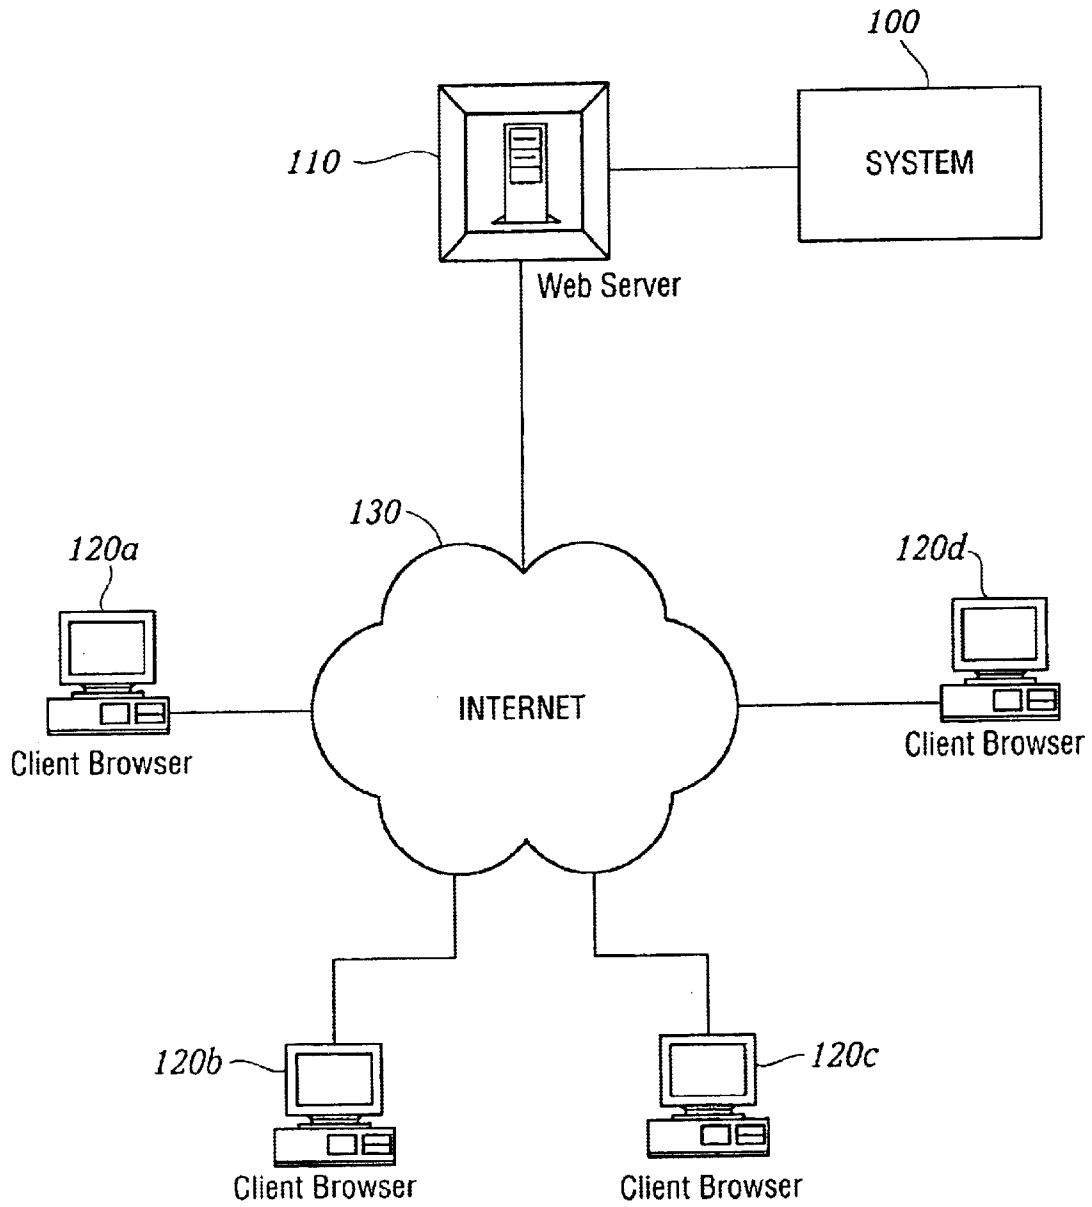 100
110
SYSTEM
Web Server
130
120a
120d
INTERNET
Client Browser
Client Browser
120b
120c
Client Browser
Client Browser